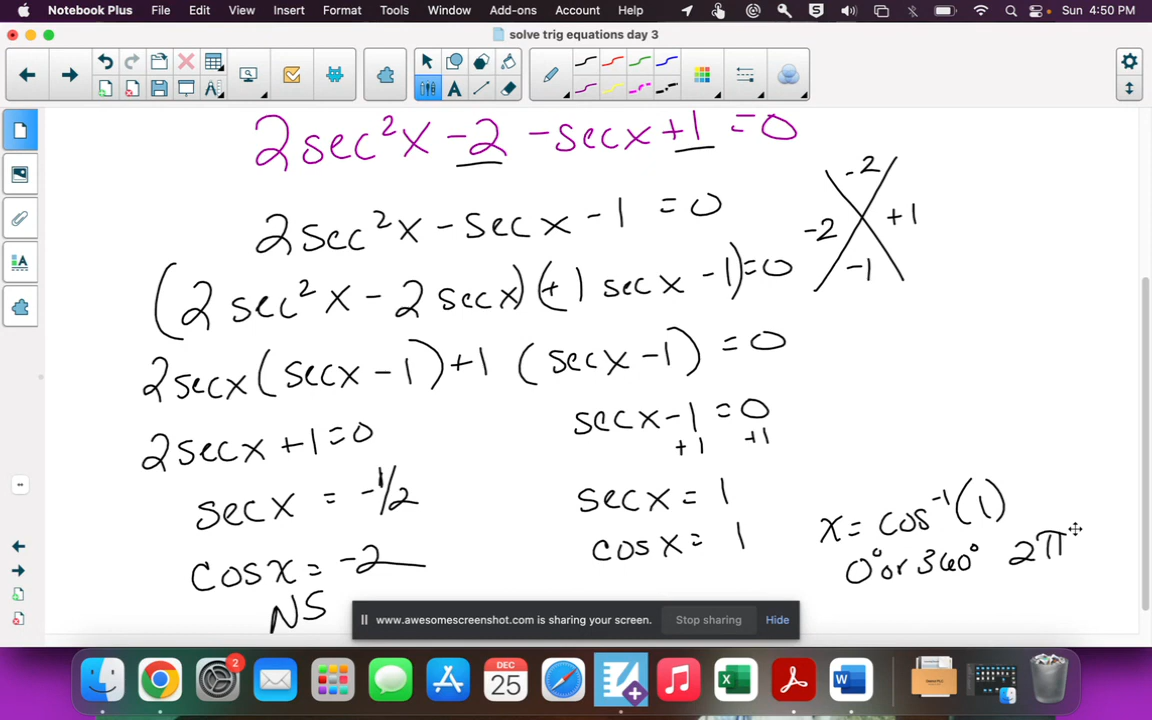 Notebook Plus File Edit View Insert Format Tools Window Add-ons Account Help Sun 4:50 PM
solve trig equations day 3
2sec²x -2 -secx+1 =0
2sec²x - secx -1 =0
(2sec²x - 2secx)(+1 secx -1)=0
2secx(secx -1)+1 (secx -1) =0
-2
-2 +1
-1
2secx +1=0
secx = -1/2
cosx = -2
NS
secx -1 =0
+1 +1
secx = 1
cosx = 1
x = cos⁻¹(1)
0° or 360° 2π
www.awesomescreenshot.com is sharing your screen. Stop sharing Hide
2
DEC
25